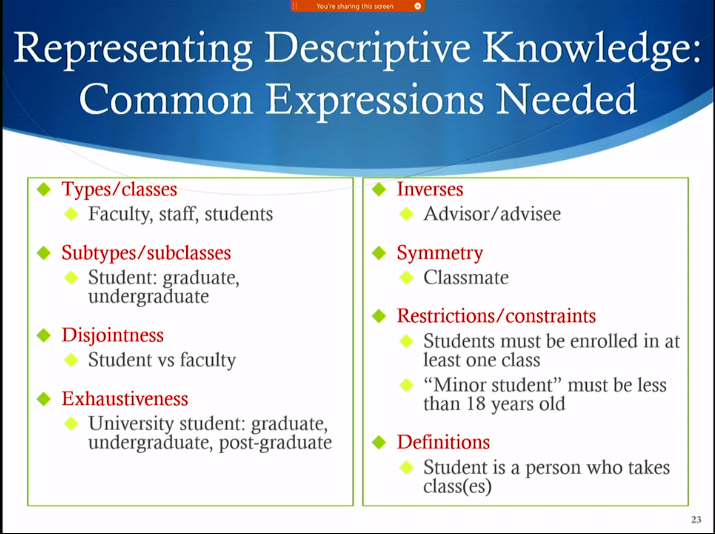 You're sharing this screen
Representing Descriptive Knowledge:
Common Expressions Needed
Types/classes
Faculty, staff, students
Subtypes/subclasses
Student: graduate,
undergraduate
Disjointness
Student vs faculty
Exhaustiveness
University student: graduate,
undergraduate, post-graduate
Inverses
Advisor/advisee
Symmetry
Classmate
Restrictions/constraints
Students must be enrolled in at
least one class
“Minor student” must be less
than 18 years old
Definitions
Student is a person who takes
class(es)
23